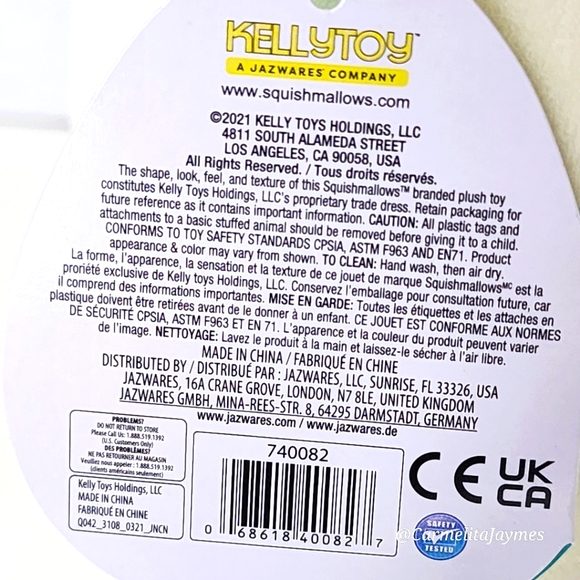 KELLYTOY™
A JAZWARES® COMPANY
www.squishmallows.com
©2021 KELLY TOYS HOLDINGS, LLC
4811 SOUTH ALAMEDA STREET
LOS ANGELES, CA 90058, USA
All Rights Reserved. / Tous droits réservés.
The shape, look, feel, and texture of this Squishmallows™ branded plush toy
constitutes Kelly Toys Holdings, LLC's proprietary trade dress. Retain packaging for
future reference as it contains important information. CAUTION: All plastic tags and
attachments to a basic stuffed animal should be removed before giving it to a child.
CONFORMS TO TOY SAFETY STANDARDS CPSIA, ASTM F963 AND EN71. Product
appearance & color may vary from shown. TO CLEAN: Hand wash, then air dry.
La forme, l'apparence, la sensation et la texture de ce jouet de marque Squishmallowsᴹᶜ est la
propriété exclusive de Kelly Toys Holdings, LLC. Conservez l'emballage pour consultation future, car
il comprend des informations importantes. MISE EN GARDE: Toutes les étiquettes et les attaches en
plastique doivent être retirées avant de le donner à un enfant. CE JOUET EST CONFORME AUX NORMES
DE SÉCURITÉ CPSIA, ASTM F963 ET EN 71. L'apparence et la couleur du produit peuvent varier
de l'image. NETTOYAGE: Lavez le produit à la main et laissez-le sécher à l'air libre.
MADE IN CHINA / FABRIQUÉ EN CHINE
DISTRIBUTED BY / DISTRIBUÉ PAR : JAZWARES, LLC, SUNRISE, FL 33326, USA
JAZWARES, 16A CRANE GROVE, LONDON, N7 8LE, UNITED KINGDOM
JAZWARES GMBH, MINA-REES-STR. 8, 64295 DARMSTADT, GERMANY
www.jazwares.com / www.jazwares.de
PROBLEMS?
DO NOT RETURN TO STORE
Please Call Us: 1.888.519.1392
(U.S. Customers Only)
DES PROBLÈMES?
NE PAS RETOURNER AU MAGASIN
Veuillez nous appeler : 1.888.519.1392
(clients américains seulement)
Kelly Toys Holdings, LLC
MADE IN CHINA
FABRIQUÉ EN CHINE
Q042_3108_0321_JNCN
740082
0 68618 40082 7
CE
UK
CA
SAFETY
TESTED
@CarmelitaJaymes